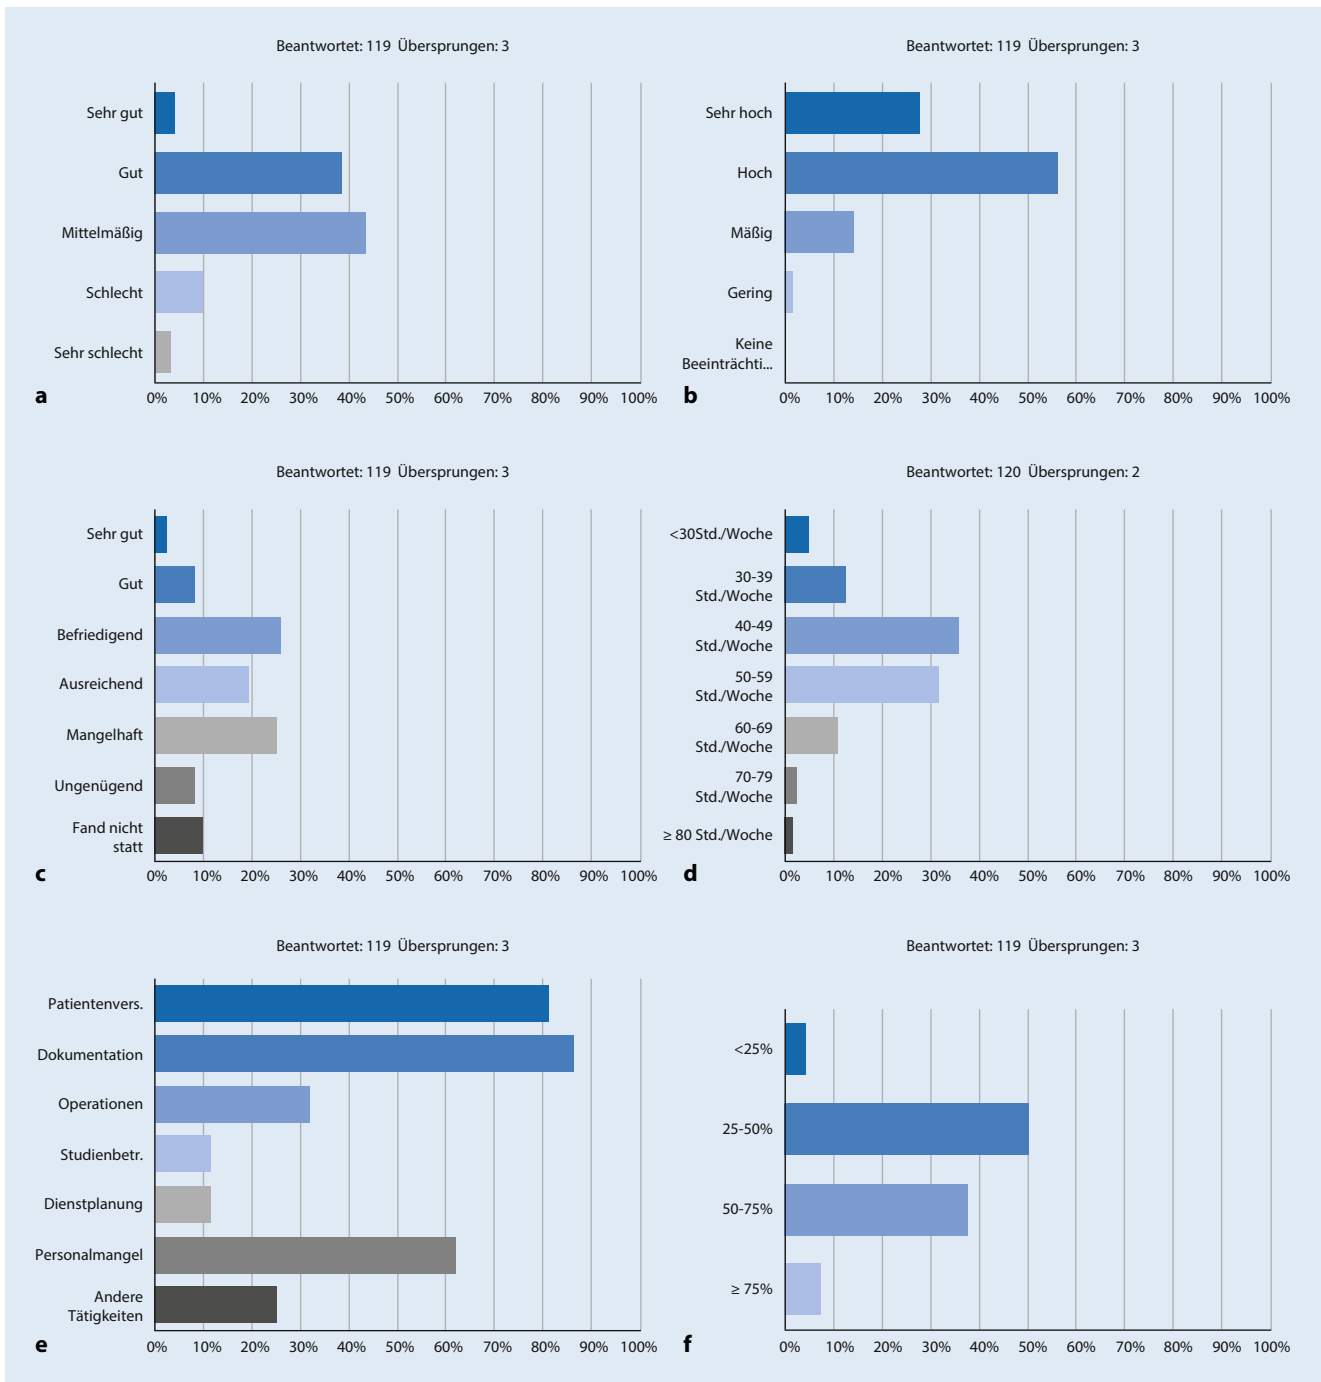 Beantwortet: 119 Übersprungen: 3
Sehr gut
Gut
Mittelmäßig
Schlecht
Sehr schlecht
0% 10% 20% 30% 40% 50% 60% 70% 80% 90% 100%
a
Beantwortet: 119 Übersprungen: 3
Sehr hoch
Hoch
Mäßig
Gering
Keine
Beeinträchti...
0% 10% 20% 30% 40% 50% 60% 70% 80% 90% 100%
b
Beantwortet: 119 Übersprungen: 3
Sehr gut
Gut
Befriedigend
Ausreichend
Mangelhaft
Ungenügend
Fand nicht
statt
0% 10% 20% 30% 40% 50% 60% 70% 80% 90% 100%
c
Beantwortet: 120 Übersprungen: 2
<30Std./Woche
30-39
Std./Woche
40-49
Std./Woche
50-59
Std./Woche
60-69
Std./Woche
70-79
Std./Woche
≥ 80 Std./Woche
0% 10% 20% 30% 40% 50% 60% 70% 80% 90% 100%
d
Beantwortet: 119 Übersprungen: 3
Patientenvers.
Dokumentation
Operationen
Studienbetr.
Dienstplanung
Personalmangel
Andere
Tätigkeiten
0% 10% 20% 30% 40% 50% 60% 70% 80% 90% 100%
e
Beantwortet: 119 Übersprungen: 3
<25%
25-50%
50-75%
≥ 75%
0% 10% 20% 30% 40% 50% 60% 70% 80% 90% 100%
f